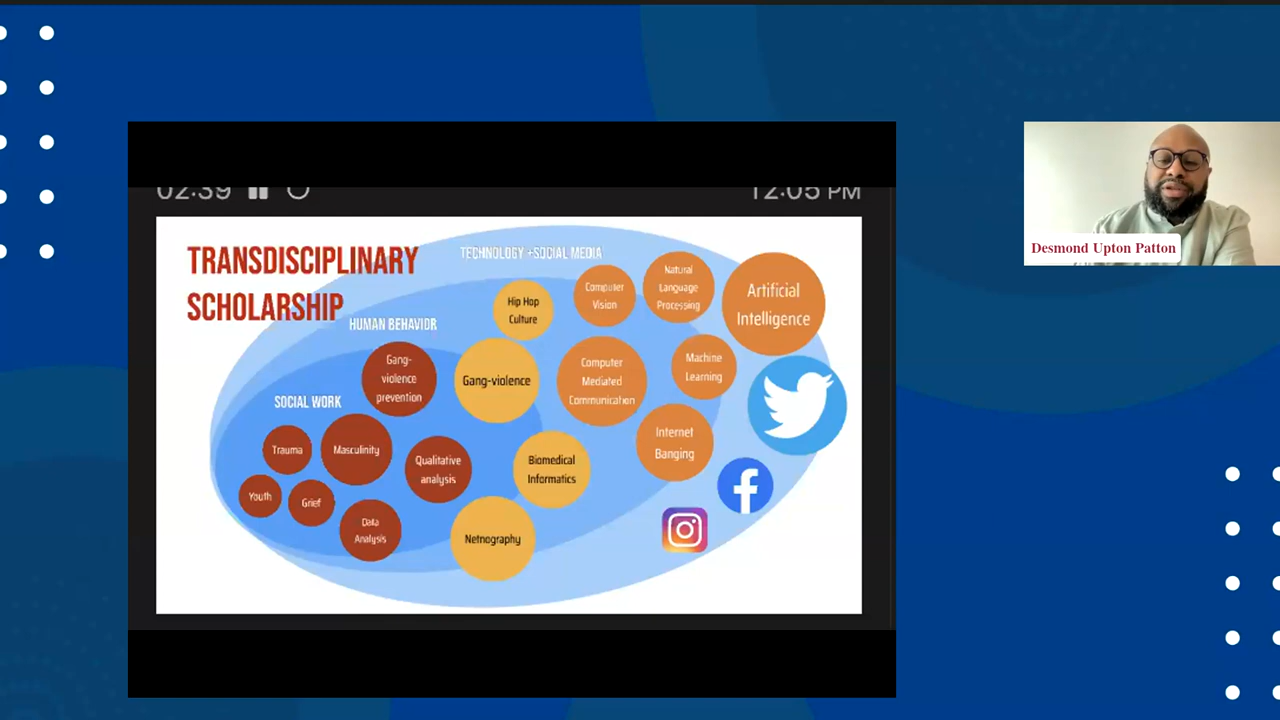 02:39
12:05 PM
TRANSDISCIPLINARY
SCHOLARSHIP
TECHNOLOGY +SOCIAL MEDIA
HUMAN BEHAVIOR
SOCIAL WORK
Hip Hop
Culture
Computer
Vision
Natural
Language
Processing
Artificial
Intelligence
Gang-
violence
prevention
Gang-violence
Computer
Mediated
Communication
Machine
Learning
Trauma
Masculinity
Qualitative
analysis
Biomedical
Informatics
Internet
Banging
Youth
Grief
Data
Analysis
Netnography
Desmond Upton Patton